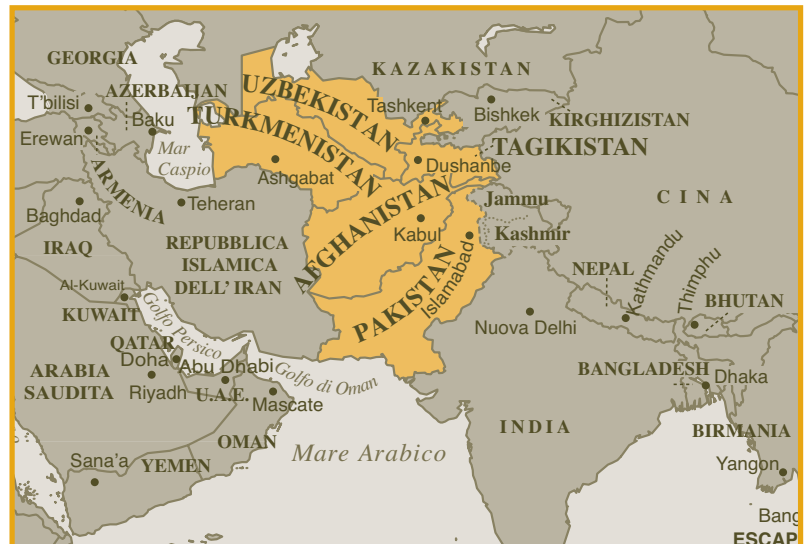 GEORGIA
KAZAKISTAN
AZERBAIJAN
UZBEKISTAN
T'bilisi
Tashkent
Bishkek
Baku
TURKMENISTAN
KIRGHIZISTAN
Erewan
Mar
Caspio
TAGIKISTAN
Dushanbe
Ashgabat
ARMENIA
Teheran
AFGHANISTAN
Jammu
CINA
Baghdad
Kabul
Kashmir
IRAQ
REPUBBLICA
ISLAMICA
DELL'IRAN
Islamabad
PAKISTAN
NEPAL
Kathmandu
Thimphu
Al-Kuwait
KUWAIT
Golfo Persico
BHUTAN
Nuova Delhi
QATAR
Doha
Abu Dhabi
Golfo di Oman
BANGLADESH
Dhaka
ARABIA
SAUDITA
Riyadh
U.A.E.
Mascate
INDIA
OMAN
BIRMANIA
Mare Arabico
Sana'a
YEMEN
Yangon
Bang
ESCAP